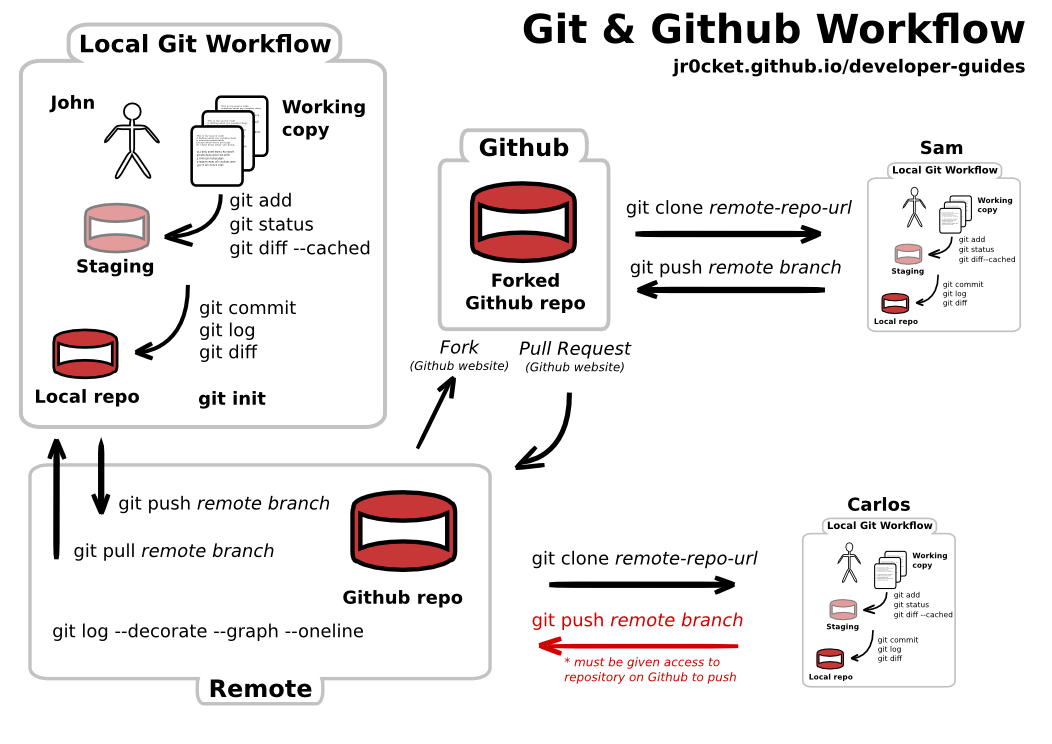 Git & Github Workflow
jr0cket.github.io/developer-guides
Local Git Workflow
John
Working
copy
git add
git status
git diff --cached
Staging
git commit
git log
git diff
Local repo
git init
Github
Forked
Github repo
git clone remote-repo-url
git push remote branch
Sam
Local Git Workflow
Working
copy
git add
git status
git diff--cached
Staging
git commit
git log
git diff
Local repo
Fork
(Github website)
Pull Request
(Github website)
git push remote branch
git pull remote branch
Github repo
git log --decorate --graph --oneline
Remote
git clone remote-repo-url
git push remote branch
* must be given access to
repository on Github to push
Carlos
Local Git Workflow
Working
copy
git add
git status
git diff --cached
Staging
git commit
git log
git diff
Local repo